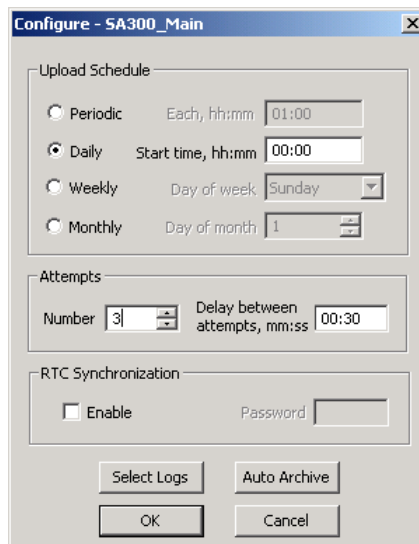 Configure - SA300_Main
Upload Schedule
Periodic Each, hh:mm 01:00
Daily Start time, hh:mm 00:00
Weekly Day of week Sunday
Monthly Day of month 1
Attempts
Number 3 Delay between attempts, mm:ss 00:30
RTC Synchronization
Enable Password
Select Logs Auto Archive
OK Cancel